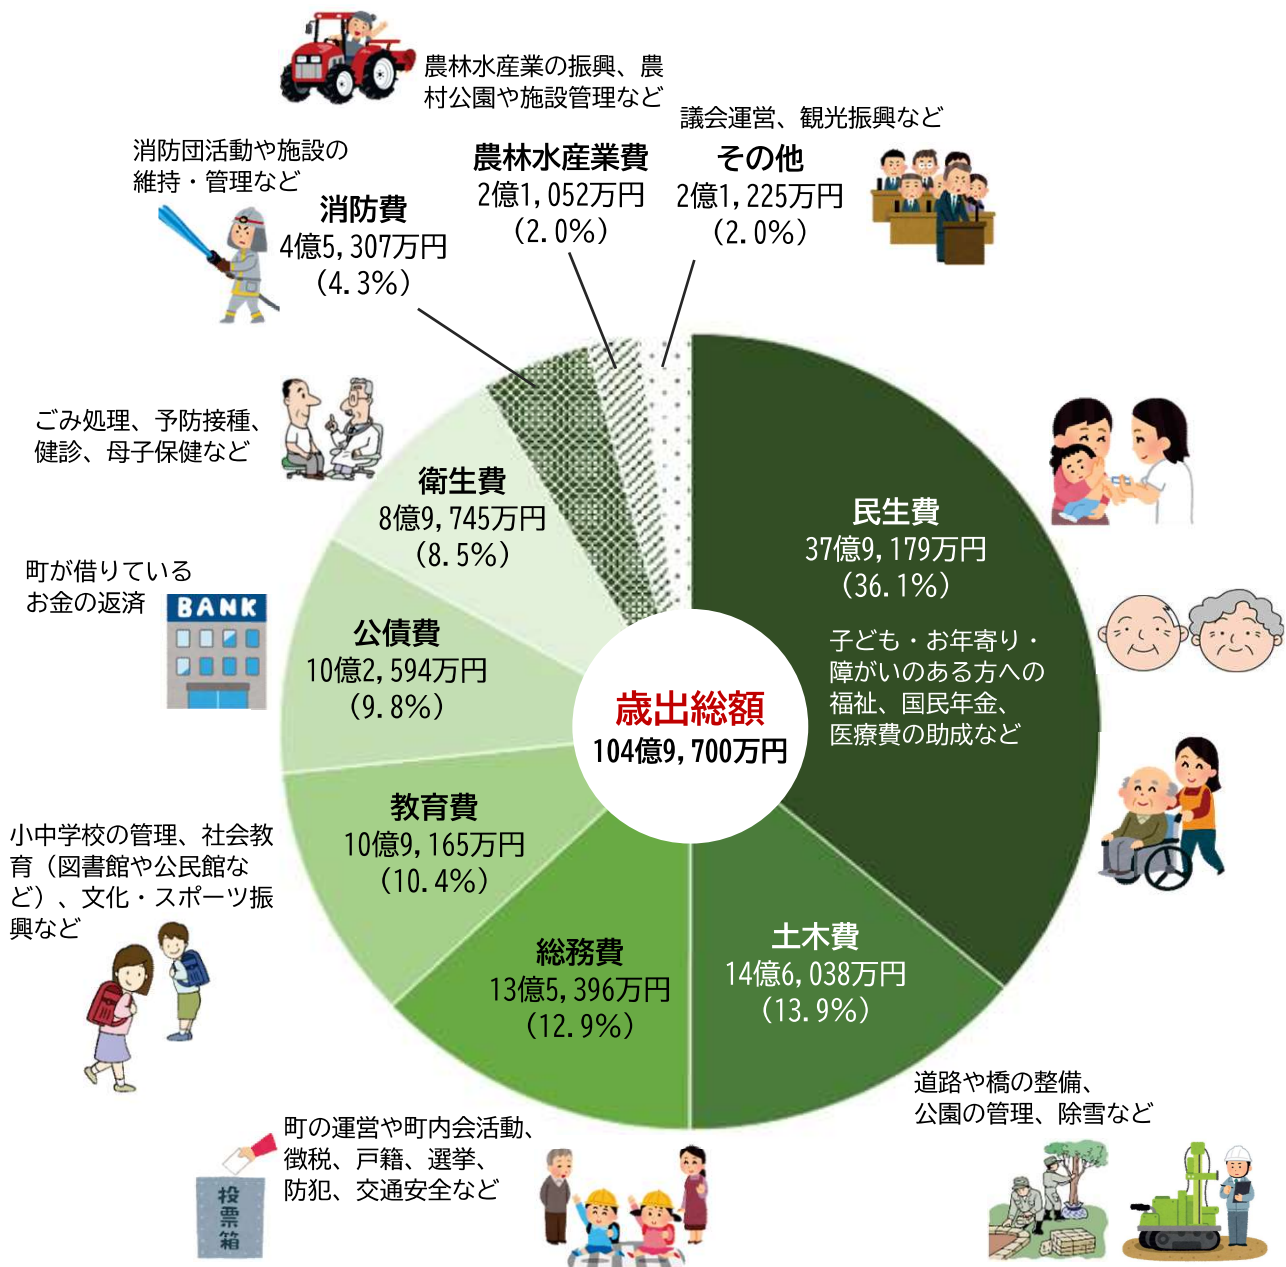 農林水産業の振興、農
村公園や施設管理など
農林水産業費
2億1,052万円
(2.0%)
議会運営、観光振興など
その他
2億1,225万円
(2.0%)
消防団活動や施設の
維持・管理など
消防費
4億5,307万円
(4.3%)
ごみ処理、予防接種、
健診、母子保健など
衛生費
8億9,745万円
(8.5%)
民生費
37億9,179万円
(36.1%)
子ども・お年寄り・
障がいのある方への
福祉、国民年金、
医療費の助成など
町が借りている
お金の返済
BANK
公債費
10億2,594万円
(9.8%)
歳出総額
104億9,700万円
教育費
10億9,165万円
(10.4%)
小中学校の管理、社会教
育（図書館や公民館な
ど）、文化・スポーツ振
興など
総務費
13億5,396万円
(12.9%)
土木費
14億6,038万円
(13.9%)
道路や橋の整備、
公園の管理、除雪など
町の運営や町内会活動、
徴税、戸籍、選挙、
防犯、交通安全など
投票箱